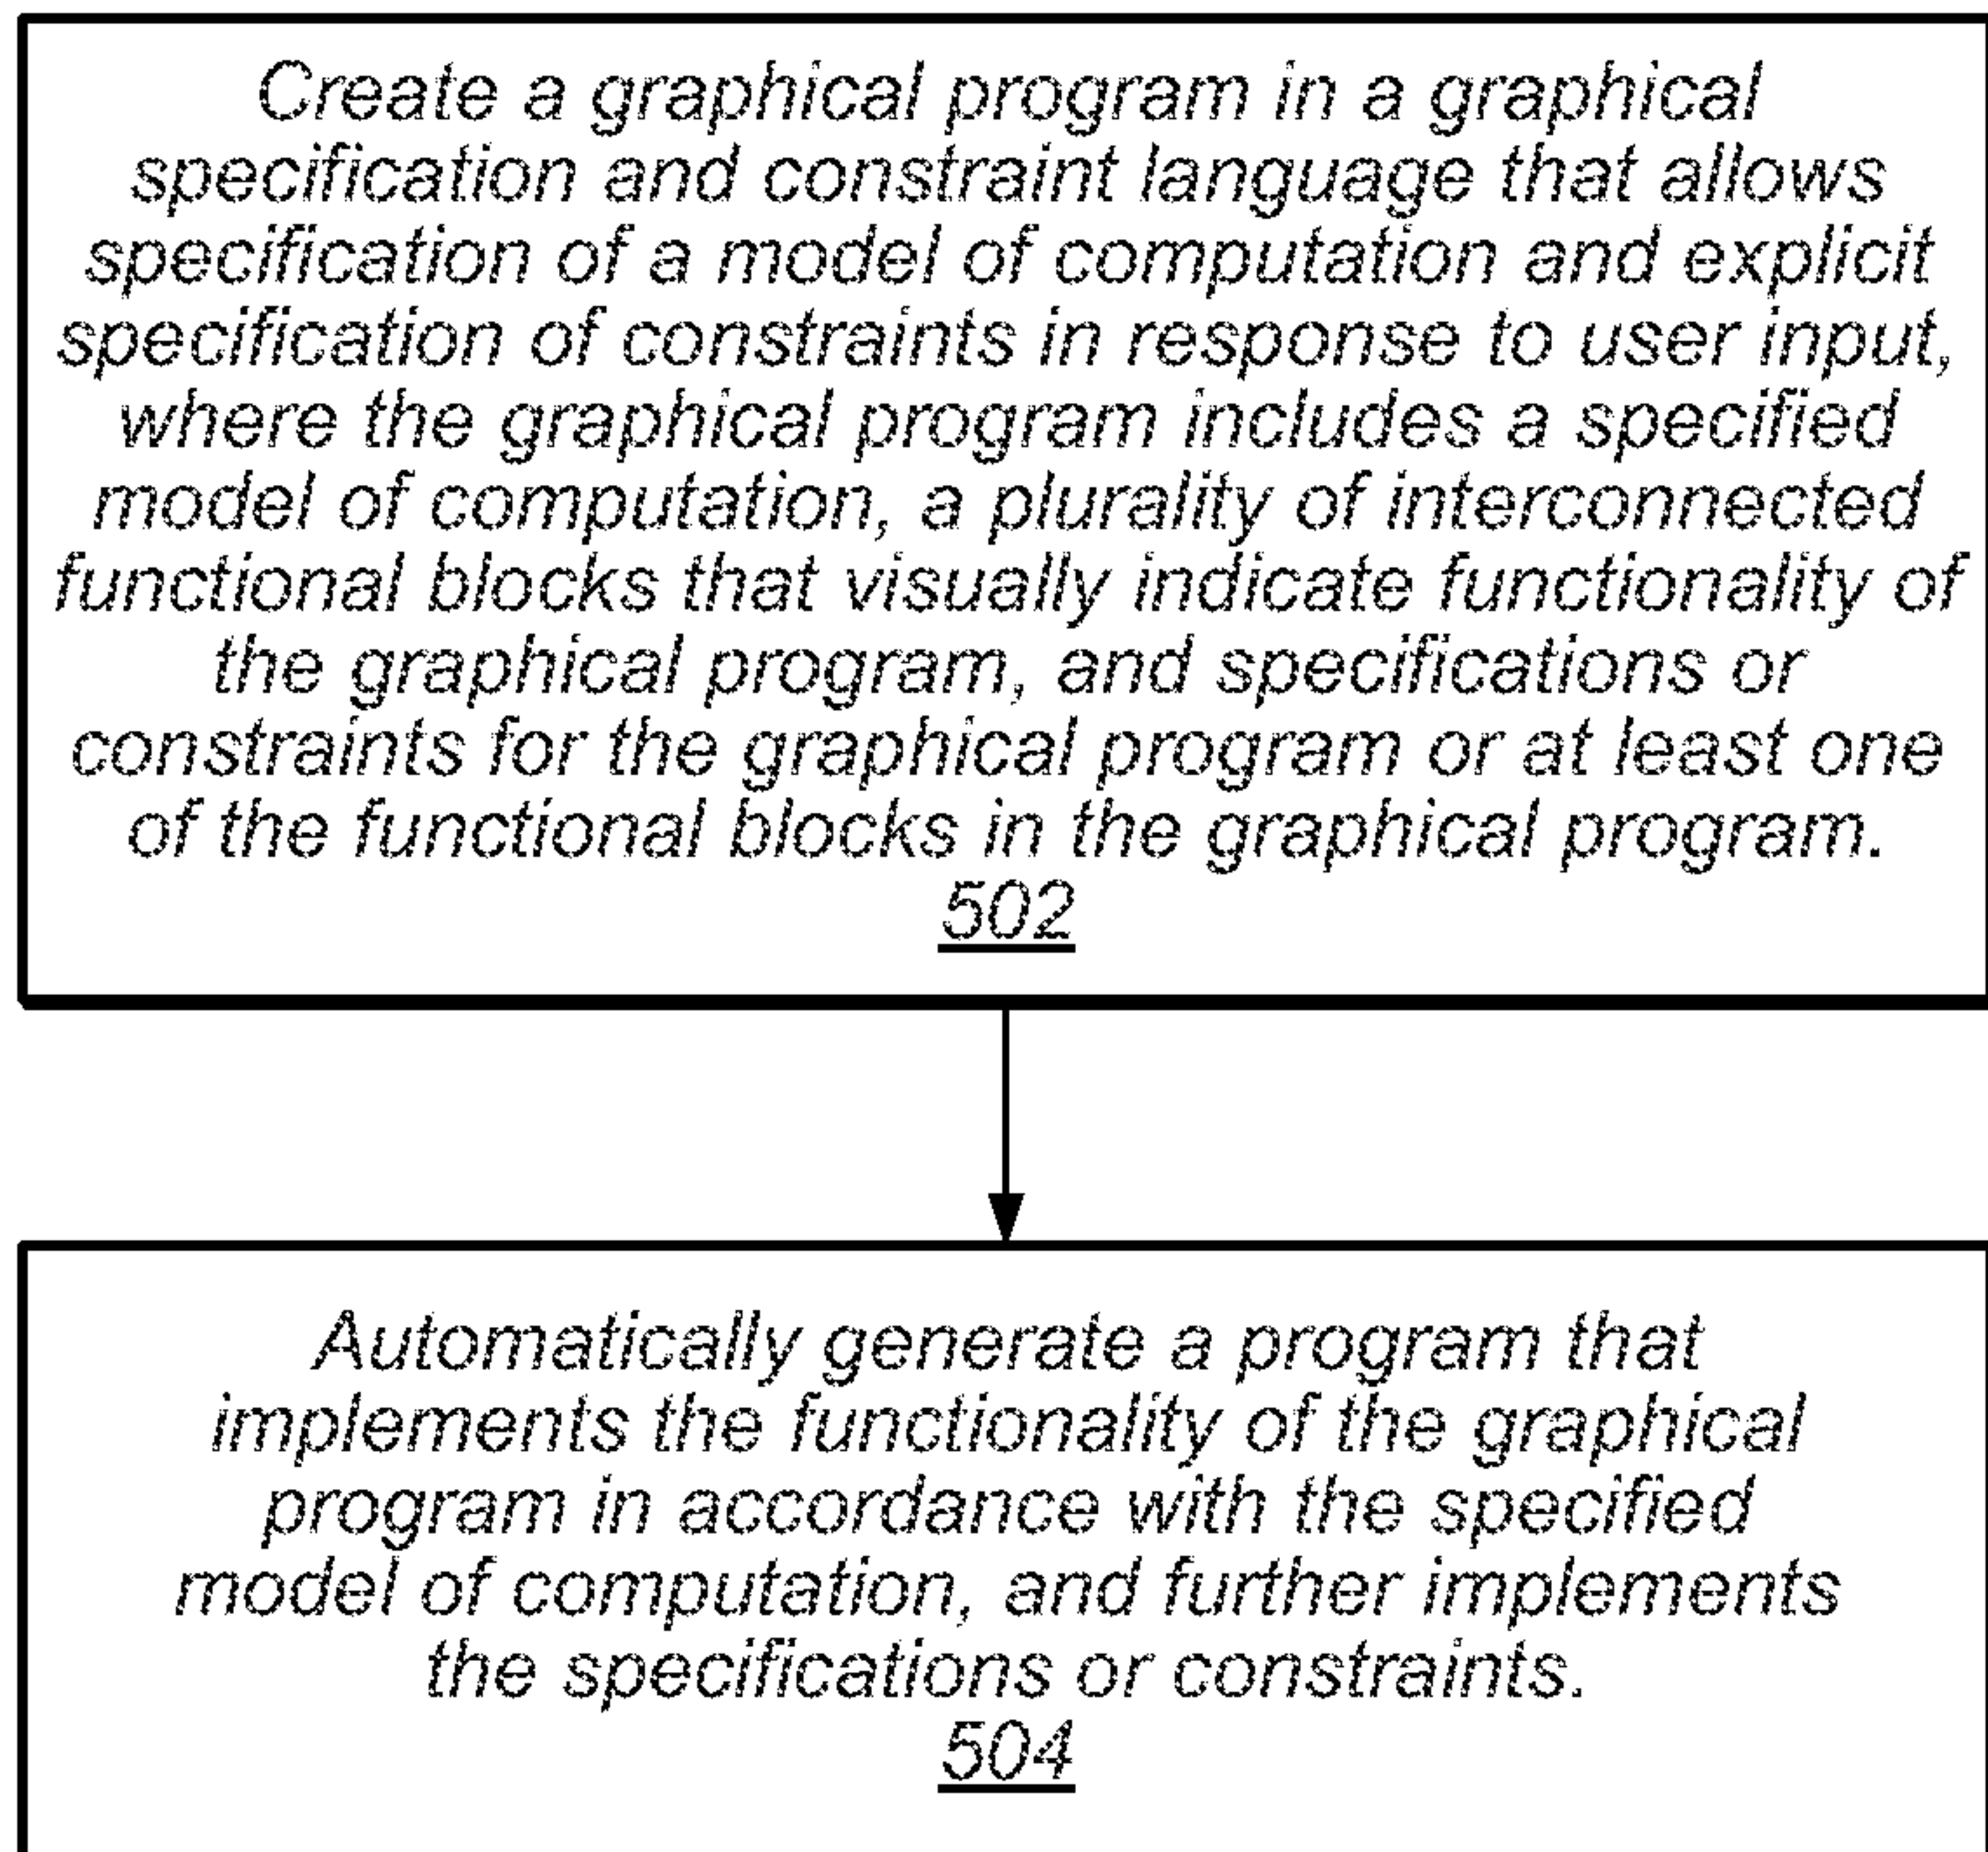 Create a graphical program in a graphical
specification and constraint language that allows
specification of a model of computation and explicit
specification of constraints in response to user input,
where the graphical program includes a specified
model of computation, a plurality of interconnected
functional blocks that visually indicate functionality of
the graphical program, and specifications or
constraints for the graphical program or at least one
of the functional blocks in the graphical program.
502
Automatically generate a program that
implements the functionality of the graphical
program in accordance with the specified
model of computation, and further implements
the specifications or constraints.
504